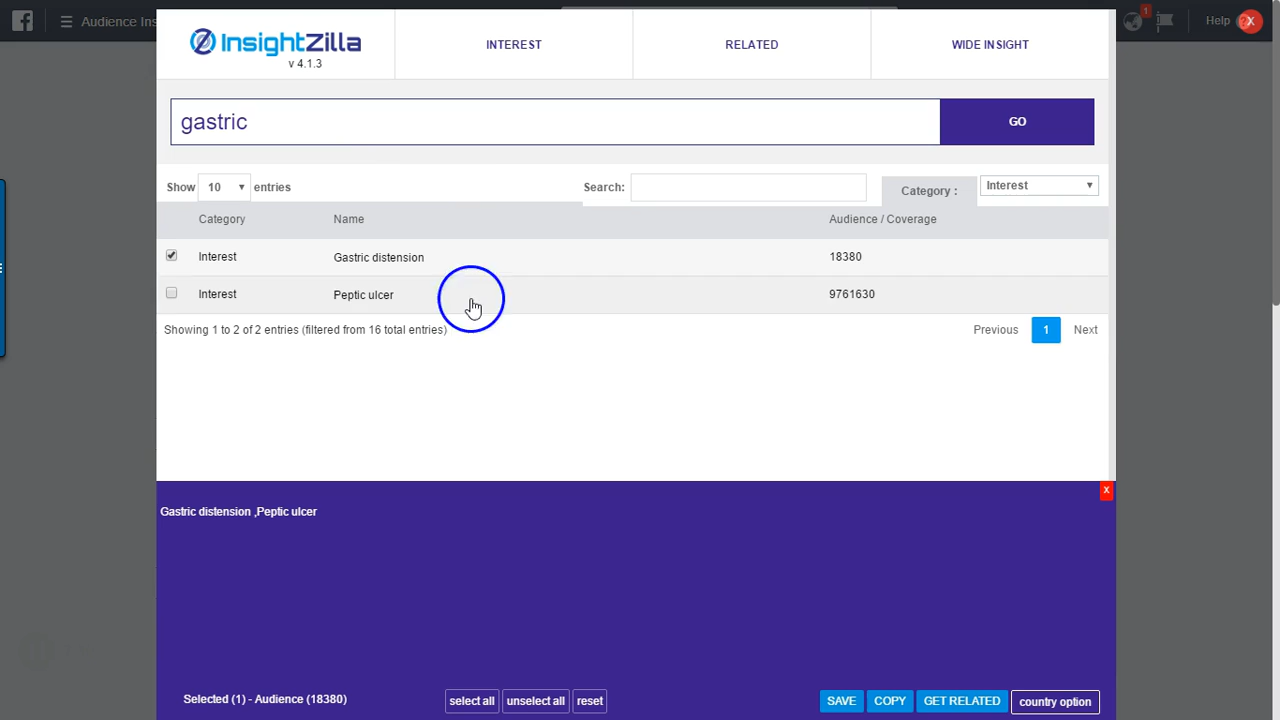 Audience Ins
1
Help
X
InsightZilla
v 4.1.3
INTEREST
RELATED
WIDE INSIGHT
gastric
GO
Show 10 entries
Search:
Category :
Interest
Category
Name
Audience / Coverage
Interest
Gastric distension
18380
Interest
Peptic ulcer
9761630
Showing 1 to 2 of 2 entries (filtered from 16 total entries)
Previous
1
Next
x
Gastric distension ,Peptic ulcer
Selected (1) - Audience (18380)
select all
unselect all
reset
SAVE
COPY
GET RELATED
country option